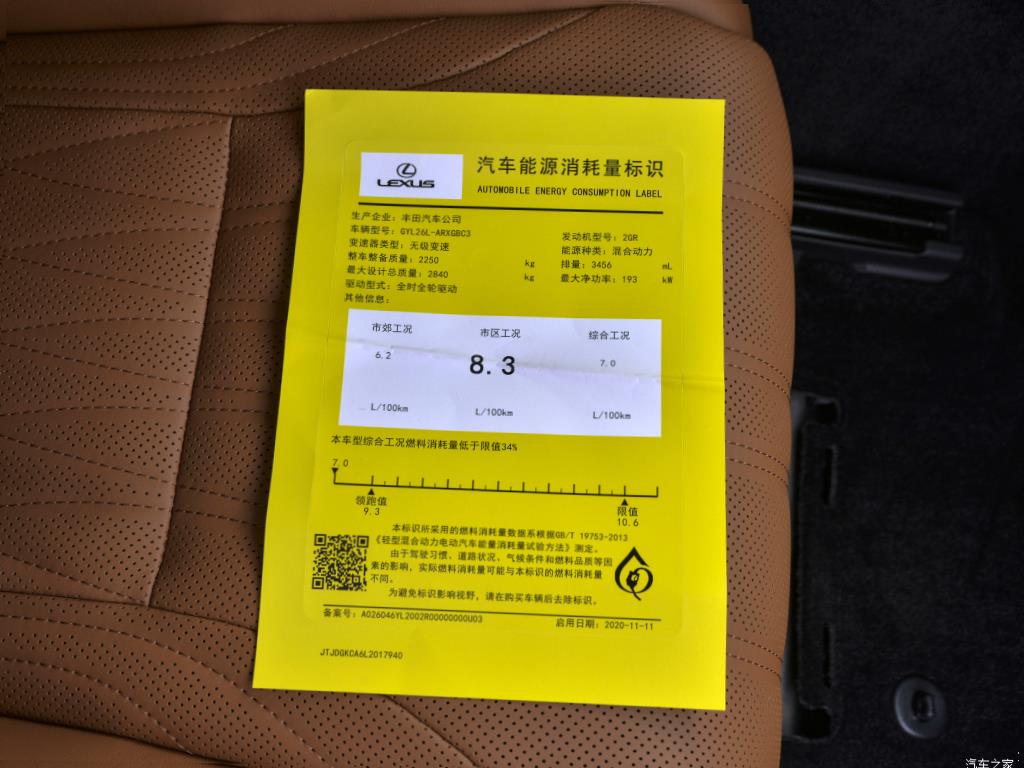 LEXUS
汽车能源消耗量标识
AUTOMOBILE ENERGY CONSUMPTION LABEL
生产企业：丰田汽车公司
车辆型号：GYL26L-ARXGBC3
发动机型号：2GR
变速器类型：无级变速
能源种类：混合动力
整车整备质量：2250 kg
排量：3456 mL
最大设计总质量：2840 kg
最大净功率：193 kW
驱动型式：全时全轮驱动
其他信息：
市郊工况 市区工况 综合工况
6.2 8.3 7.0
L/100km L/100km L/100km
本车型综合工况燃料消耗量低于限值34%
7.0
领跑值 限值
9.3 10.6
本标识所采用的燃料消耗量数据系根据GB/T 19753-2013
《轻型混合动力电动汽车能量消耗量试验方法》测定。
由于驾驶习惯、道路状况、气候条件和燃料品质等因
素的影响，实际燃料消耗量可能与本标识的燃料消耗量
不同。
为避免标识影响视野，请在购买车辆后去除标识。
备案号：A026046YL2002R00000000U03
启用日期：2020-11-11
JTJDGKCA6L2017940
汽车之家